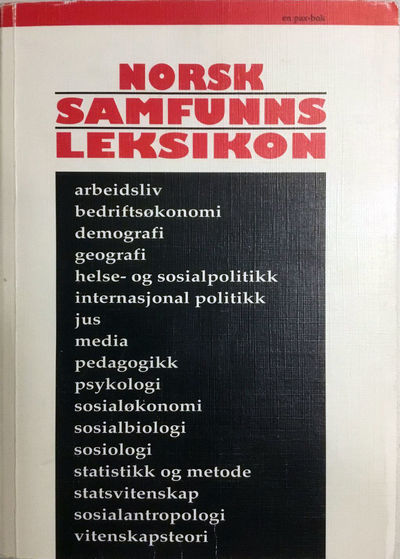 en pax-bok
NORSK
SAMFUNNS
LEKSIKON
arbeidsliv
bedriftsøkonomi
demografi
geografi
helse- og sosialpolitikk
internasjonal politikk
jus
media
pedagogikk
psykologi
sosialøkonomi
sosialbiologi
sosiologi
statistikk og metode
statsvitenskap
sosialantropologi
vitenskapsteori